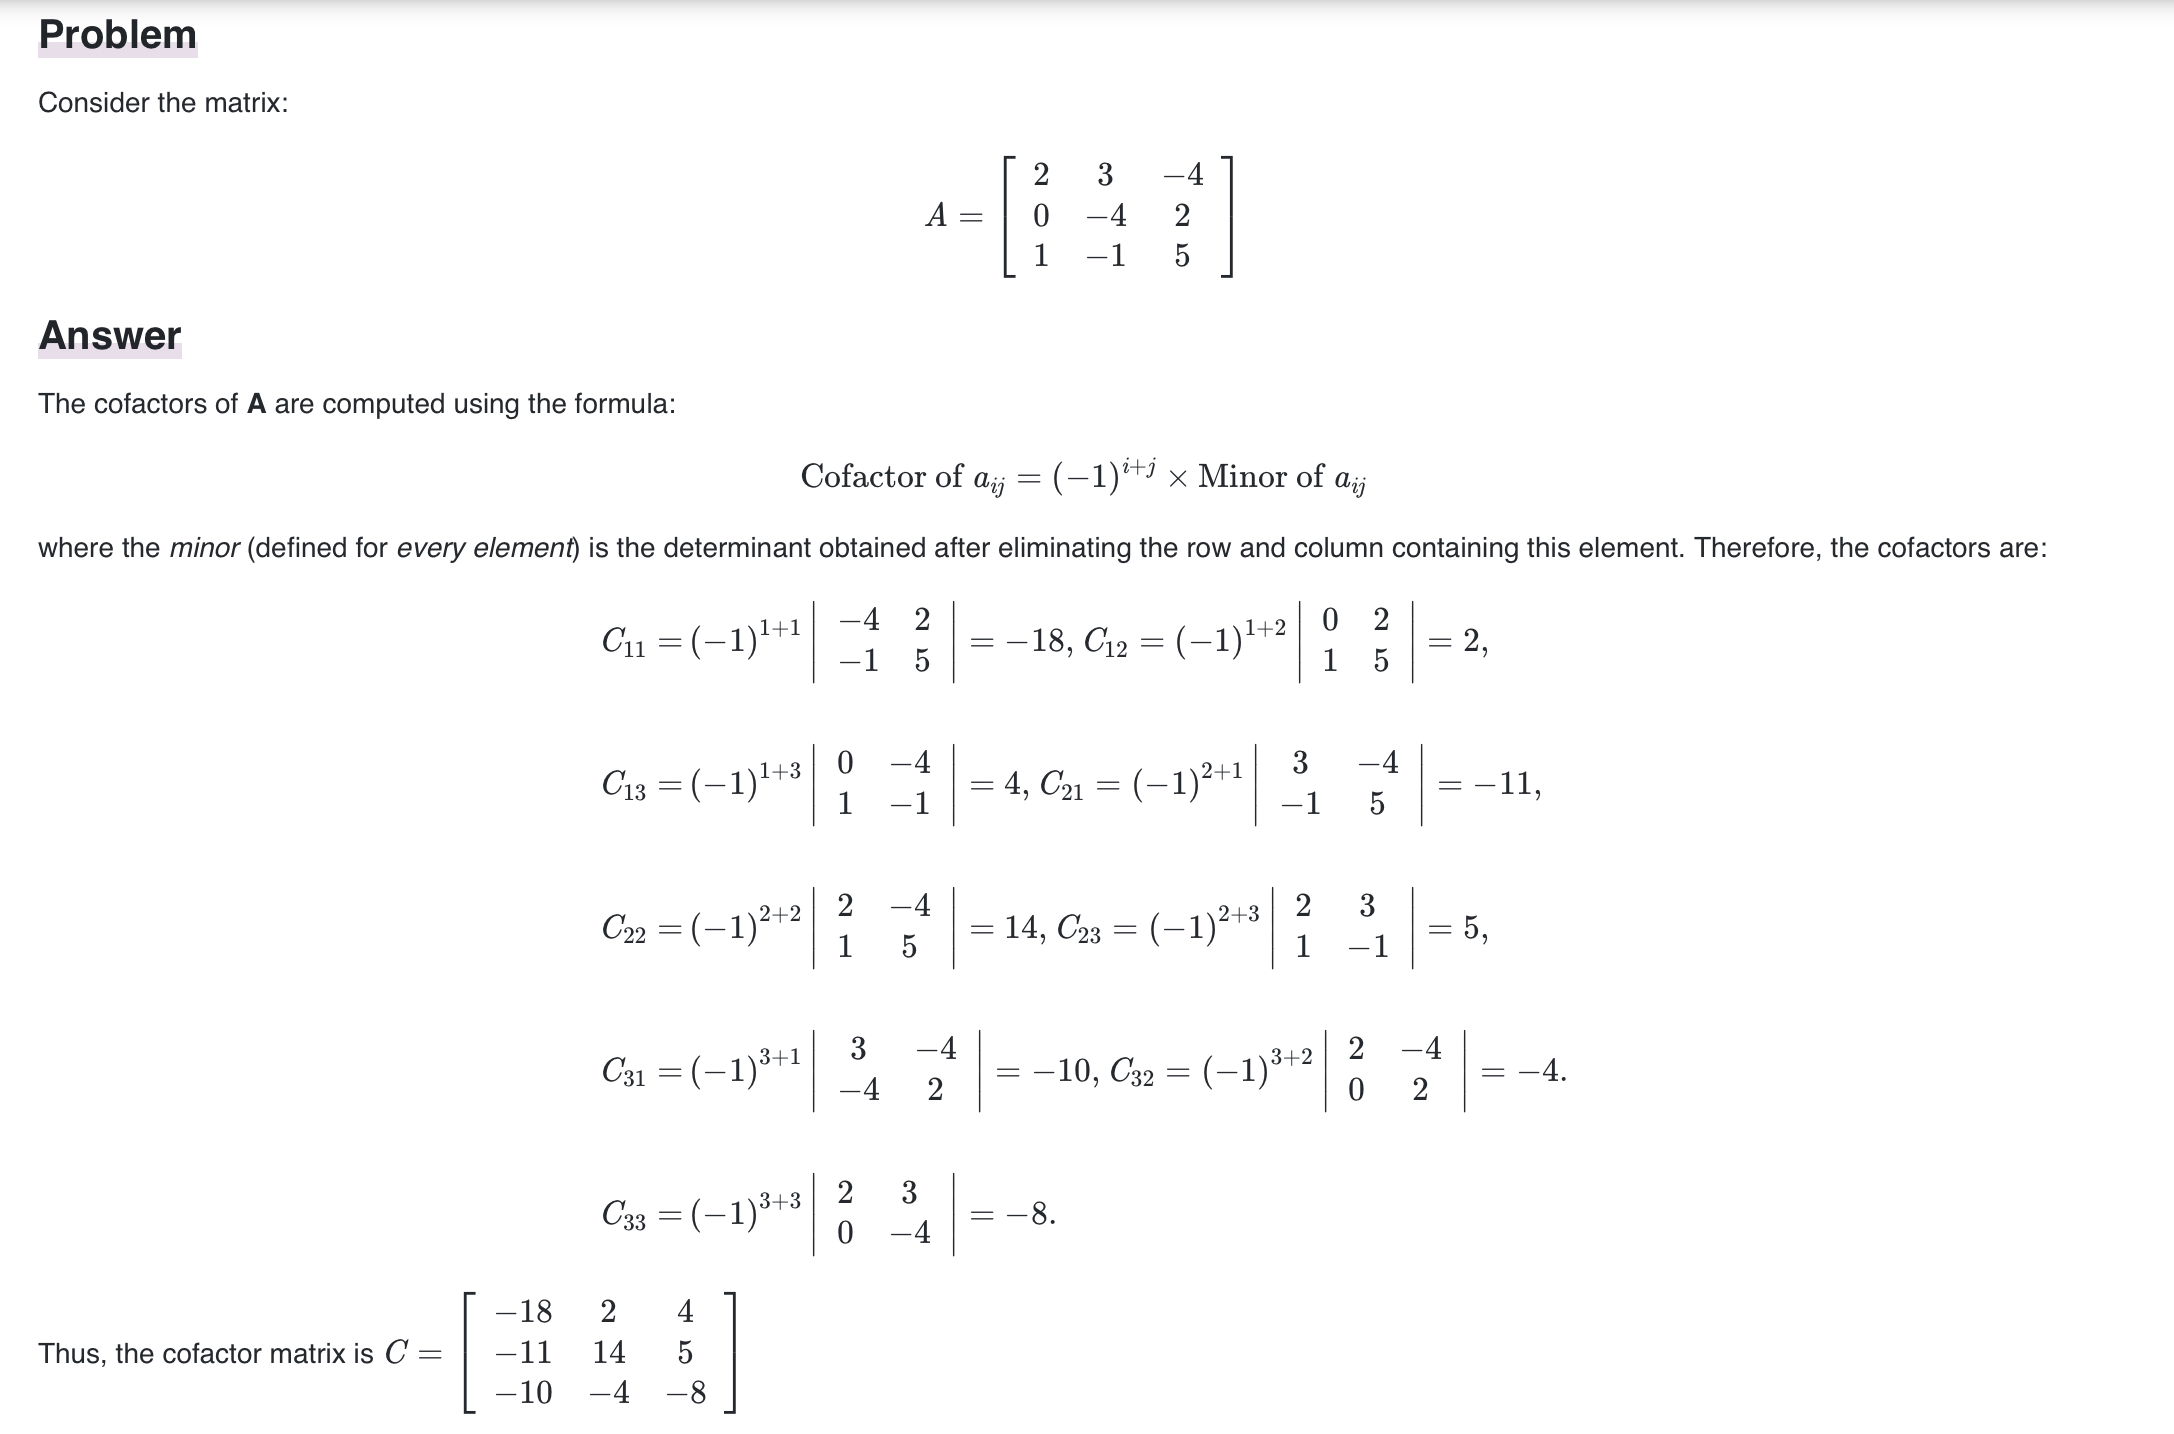 Problem
Consider the matrix:
$A = \begin{bmatrix} 2 & 3 & -4 \\ 0 & -4 & 2 \\ 1 & -1 & 5 \end{bmatrix}$
Answer
The cofactors of **A** are computed using the formula:
$\text{Cofactor of } a_{ij} = (-1)^{i+j} \times \text{Minor of } a_{ij}$
where the *minor* (defined for *every element*) is the determinant obtained after eliminating the row and column containing this element. Therefore, the cofactors are:
$C_{11} = (-1)^{1+1} \begin{vmatrix} -4 & 2 \\ -1 & 5 \end{vmatrix} = -18, C_{12} = (-1)^{1+2} \begin{vmatrix} 0 & 2 \\ 1 & 5 \end{vmatrix} = 2,$
$C_{13} = (-1)^{1+3} \begin{vmatrix} 0 & -4 \\ 1 & -1 \end{vmatrix} = 4, C_{21} = (-1)^{2+1} \begin{vmatrix} 3 & -4 \\ -1 & 5 \end{vmatrix} = -11,$
$C_{22} = (-1)^{2+2} \begin{vmatrix} 2 & -4 \\ 1 & 5 \end{vmatrix} = 14, C_{23} = (-1)^{2+3} \begin{vmatrix} 2 & 3 \\ 1 & -1 \end{vmatrix} = 5,$
$C_{31} = (-1)^{3+1} \begin{vmatrix} 3 & -4 \\ -4 & 2 \end{vmatrix} = -10, C_{32} = (-1)^{3+2} \begin{vmatrix} 2 & -4 \\ 0 & 2 \end{vmatrix} = -4.$
$C_{33} = (-1)^{3+3} \begin{vmatrix} 2 & 3 \\ 0 & -4 \end{vmatrix} = -8.$
Thus, the cofactor matrix is $C = \begin{bmatrix} -18 & 2 & 4 \\ -11 & 14 & 5 \\ -10 & -4 & -8 \end{bmatrix}$